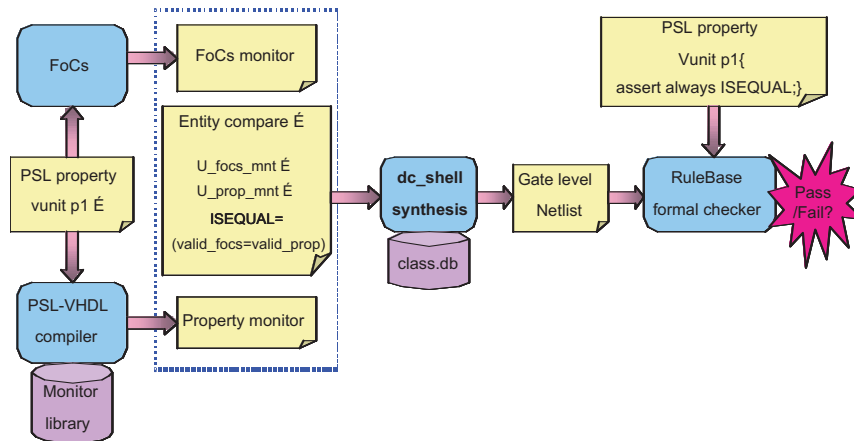 FoCs
FoCs monitor
PSL property
Vunit p1{
assert always ISEQUAL;}
Entity compare É
U_focs_mnt É
U_prop_mnt É
ISEQUAL=
(valid_focs=valid_prop)
PSL property
vunit p1 É
dc_shell
synthesis
class.db
Gate level
Netlist
RuleBase
formal checker
Pass
/Fail?
PSL-VHDL
compiler
Property monitor
Monitor
library